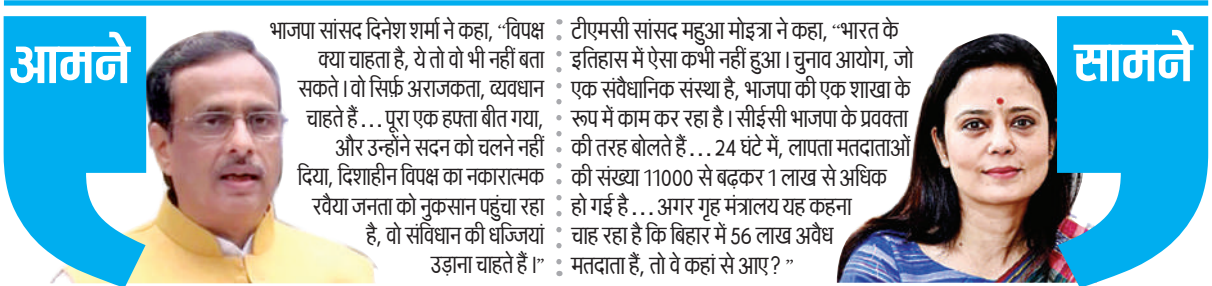 आमने
भाजपा सांसद दिनेश शर्मा ने कहा, “विपक्ष
क्या चाहता है, ये तो वो भी नहीं बता
सकते। वो सिर्फ़ अराजकता, व्यवधान
चाहते हैं... पूरा एक हफ्ता बीत गया,
और उन्होंने सदन को चलने नहीं
दिया, दिशाहीन विपक्ष का नकारात्मक
रवैया जनता को नुकसान पहुंचा रहा
है, वो संविधान की धज्जियां
उड़ाना चाहते हैं।”
टीएमसी सांसद महुआ मोइत्रा ने कहा, “भारत के
इतिहास में ऐसा कभी नहीं हुआ। चुनाव आयोग, जो
एक संवैधानिक संस्था है, भाजपा की एक शाखा के
रूप में काम कर रहा है। सीईसी भाजपा के प्रवक्ता
की तरह बोलते हैं...24 घंटे में, लापता मतदाताओं
की संख्या 11000 से बढ़कर 1 लाख से अधिक
हो गई है...अगर गृह मंत्रालय यह कहना
चाह रहा है कि बिहार में 56 लाख अवैध
मतदाता हैं, तो वे कहां से आए? ”
सामने